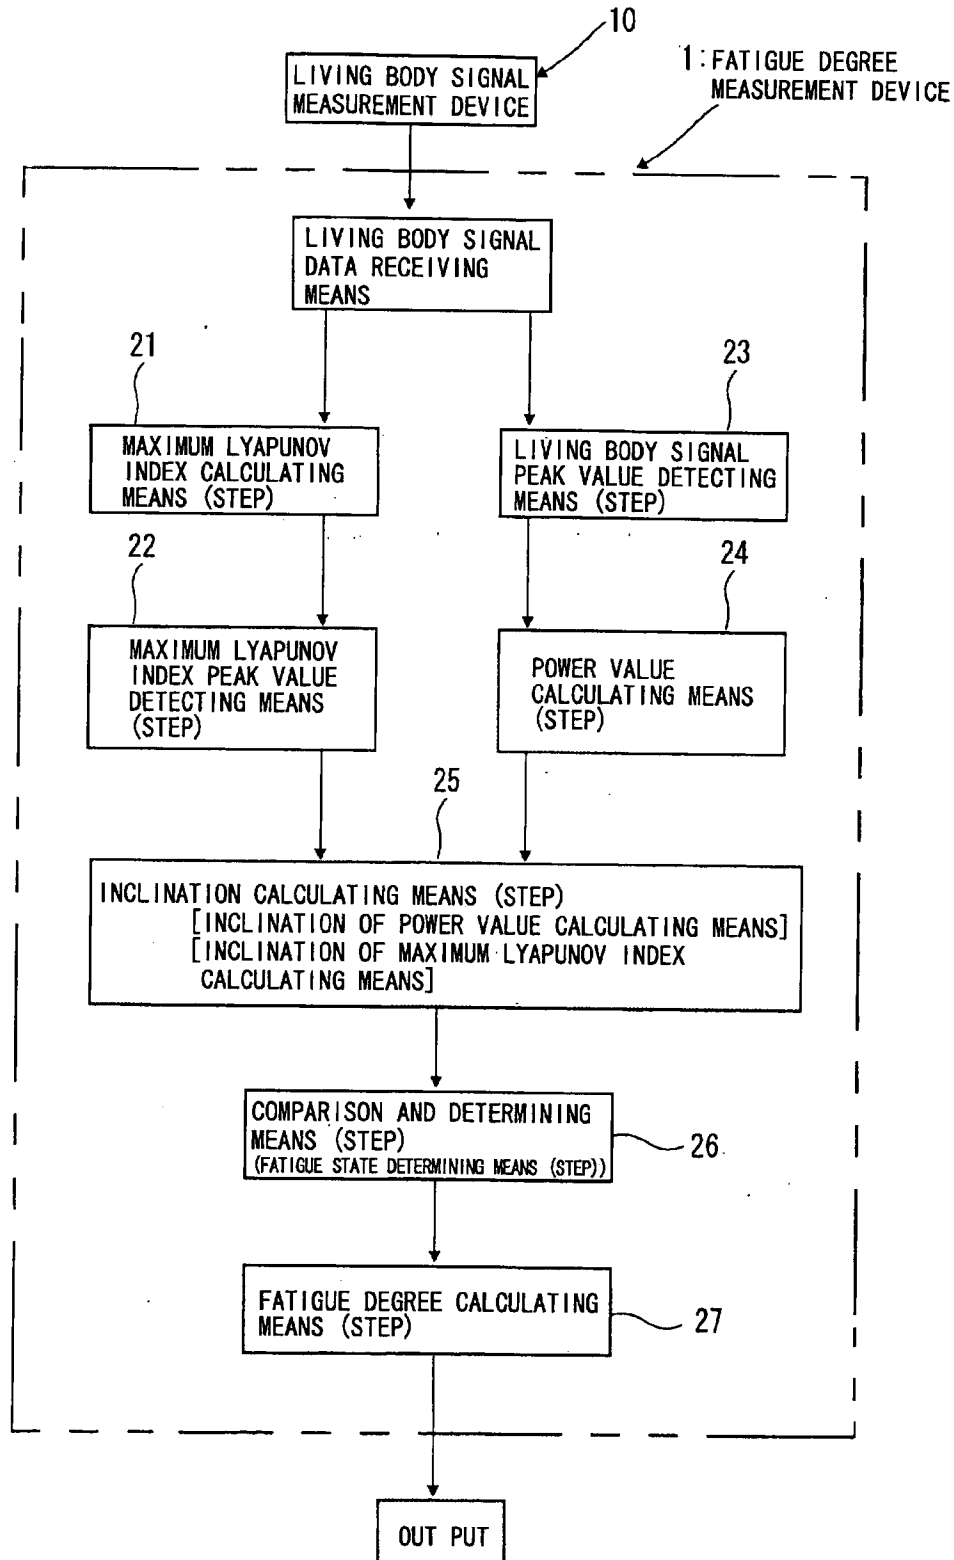 10
LIVING BODY SIGNAL
MEASUREMENT DEVICE
1:FATIGUE DEGREE
MEASUREMENT DEVICE
LIVING BODY SIGNAL
DATA RECEIVING
MEANS
21
23
MAXIMUM LYAPUNOV
INDEX CALCULATING
MEANS (STEP)
LIVING BODY SIGNAL
PEAK VALUE DETECTING
MEANS (STEP)
22
24
MAXIMUM LYAPUNOV
INDEX PEAK VALUE
DETECTING MEANS
(STEP)
POWER VALUE
CALCULATING MEANS
(STEP)
25
INCLINATION CALCULATING MEANS (STEP)
[INCLINATION OF POWER VALUE CALCULATING MEANS]
[INCLINATION OF MAXIMUM LYAPUNOV INDEX
CALCULATING MEANS]
COMPARISON AND DETERMINING
MEANS (STEP)
(FATIGUE STATE DETERMINING MEANS (STEP))
26
FATIGUE DEGREE CALCULATING
MEANS (STEP)
27
OUT PUT